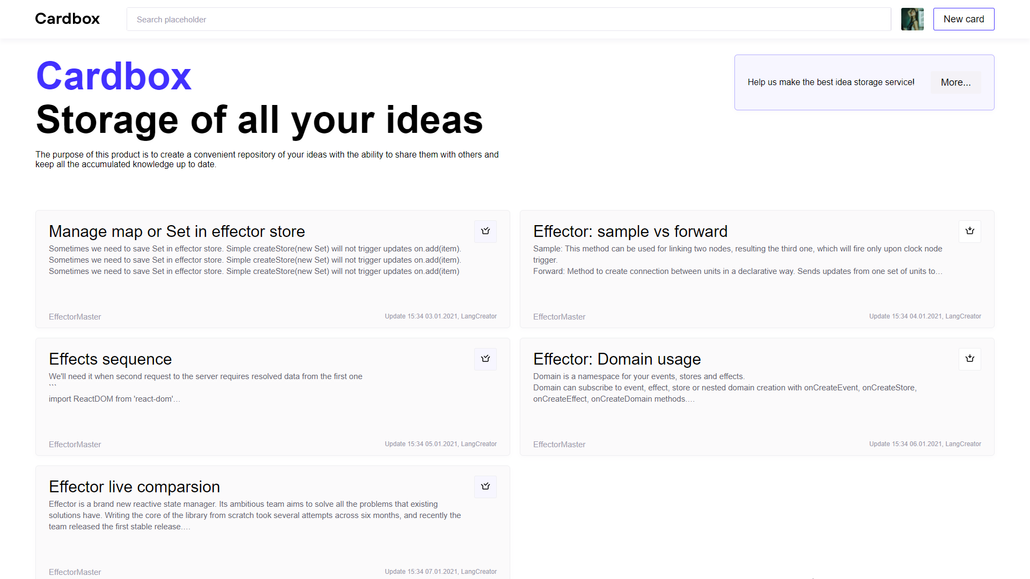 Cardbox
Search placeholder
New card
Cardbox
Storage of all your ideas
The purpose of this product is to create a convenient repository of your ideas with the ability to share them with others and
keep all the accumulated knowledge up to date.
Help us make the best idea storage service!
More...
Manage map or Set in effector store
Sometimes we need to save Set in effector store. Simple createStore(new Set) will not trigger updates on.add(item).
Sometimes we need to save Set in effector store. Simple createStore(new Set) will not trigger updates on.add(item).
Sometimes we need to save Set in effector store. Simple createStore(new Set) will not trigger updates on.add(item)
EffectorMaster
Update 15:34 03.01.2021, LangCreator
Effector: sample vs forward
Sample: This method can be used for linking two nodes, resulting the third one, which will fire only upon clock node
trigger.
Forward: Method to create connection between units in a declarative way. Sends updates from one set of units to…
EffectorMaster
Update 15:34 04.01.2021, LangCreator
Effects sequence
We'll need it when second request to the server requires resolved data from the first one
```
import ReactDOM from 'react-dom'…
EffectorMaster
Update 15:34 05.01.2021, LangCreator
Effector: Domain usage
Domain is a namespace for your events, stores and effects.
Domain can subscribe to event, effect, store or nested domain creation with onCreateEvent, onCreateStore,
onCreateEffect, onCreateDomain methods.…
EffectorMaster
Update 15:34 06.01.2021, LangCreator
Effector live comparsion
Effector is a brand new reactive state manager. Its ambitious team aims to solve all the problems that existing
solutions have. Writing the core of the library from scratch took several attempts across six months, and recently the
team released the first stable release.…
EffectorMaster
Update 15:34 07.01.2021, LangCreator